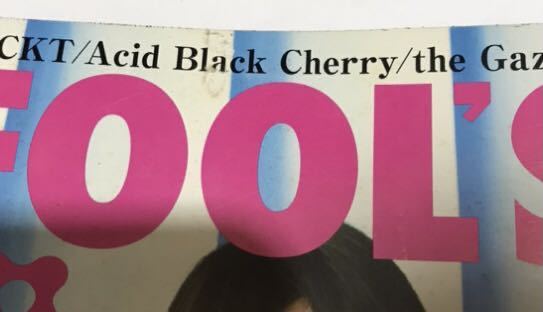 CKT/Acid Black Cherry/the Gaz
FOOL'S